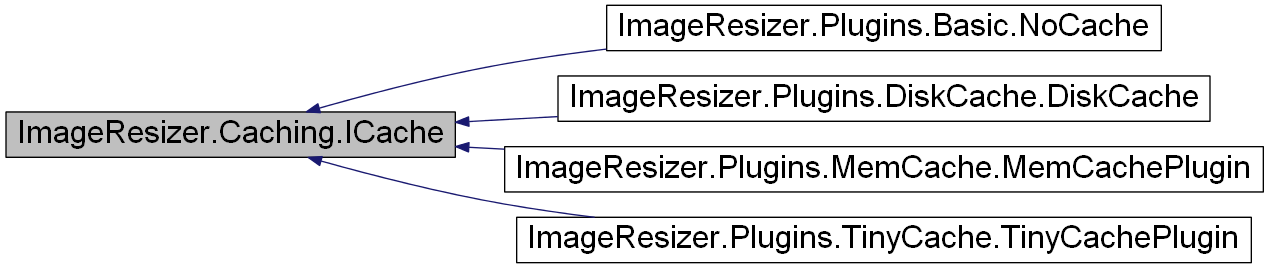 ImageResizer.Plugins.Basic.NoCache
ImageResizer.Plugins.DiskCache.DiskCache
ImageResizer.Caching.ICache
ImageResizer.Plugins.MemCache.MemCachePlugin
ImageResizer.Plugins.TinyCache.TinyCachePlugin